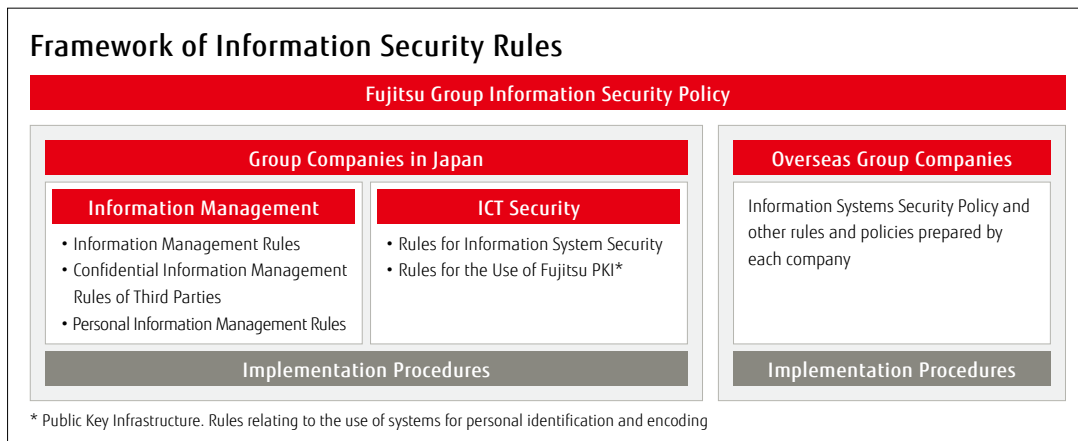 Framework of Information Security Rules
Fujitsu Group Information Security Policy
Group Companies in Japan
Information Management
• Information Management Rules
• Confidential Information Management
Rules of Third Parties
• Personal Information Management Rules
ICT Security
• Rules for Information System Security
• Rules for the Use of Fujitsu PKI*
Implementation Procedures
Overseas Group Companies
Information Systems Security Policy and
other rules and policies prepared by
each company
Implementation Procedures
* Public Key Infrastructure. Rules relating to the use of systems for personal identification and encoding